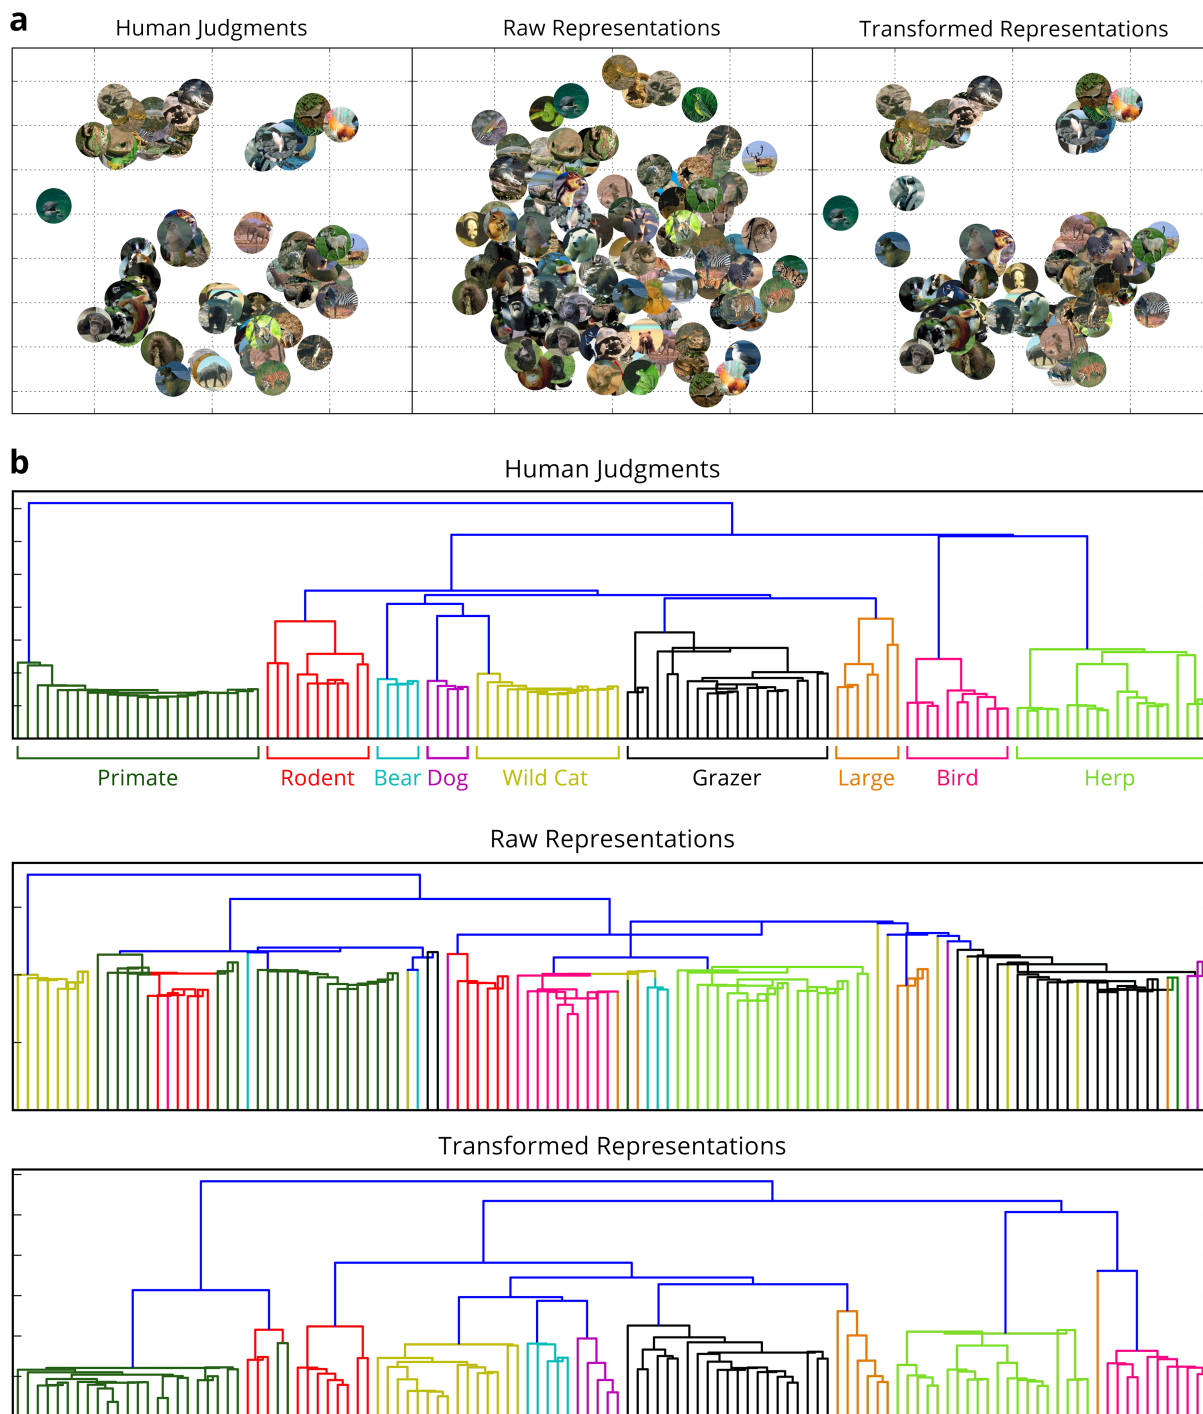 a
Human Judgments Raw Representations Transformed Representations
b
Human Judgments
Primate Rodent Bear Dog Wild Cat Grazer Large Bird Herp
Raw Representations
Transformed Representations